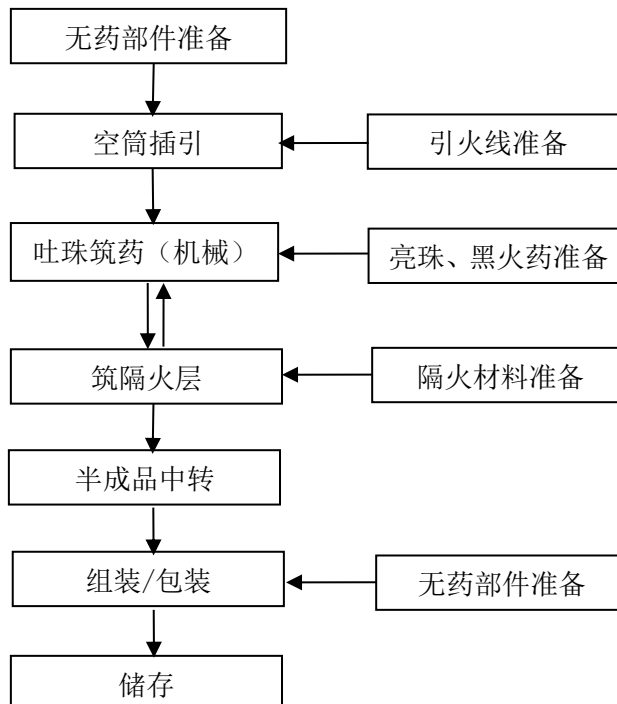 无药部件准备
空筒插引
引火线准备
吐珠筑药（机械）
亮珠、黑火药准备
筑隔火层
隔火材料准备
半成品中转
组装/包装
无药部件准备
储存